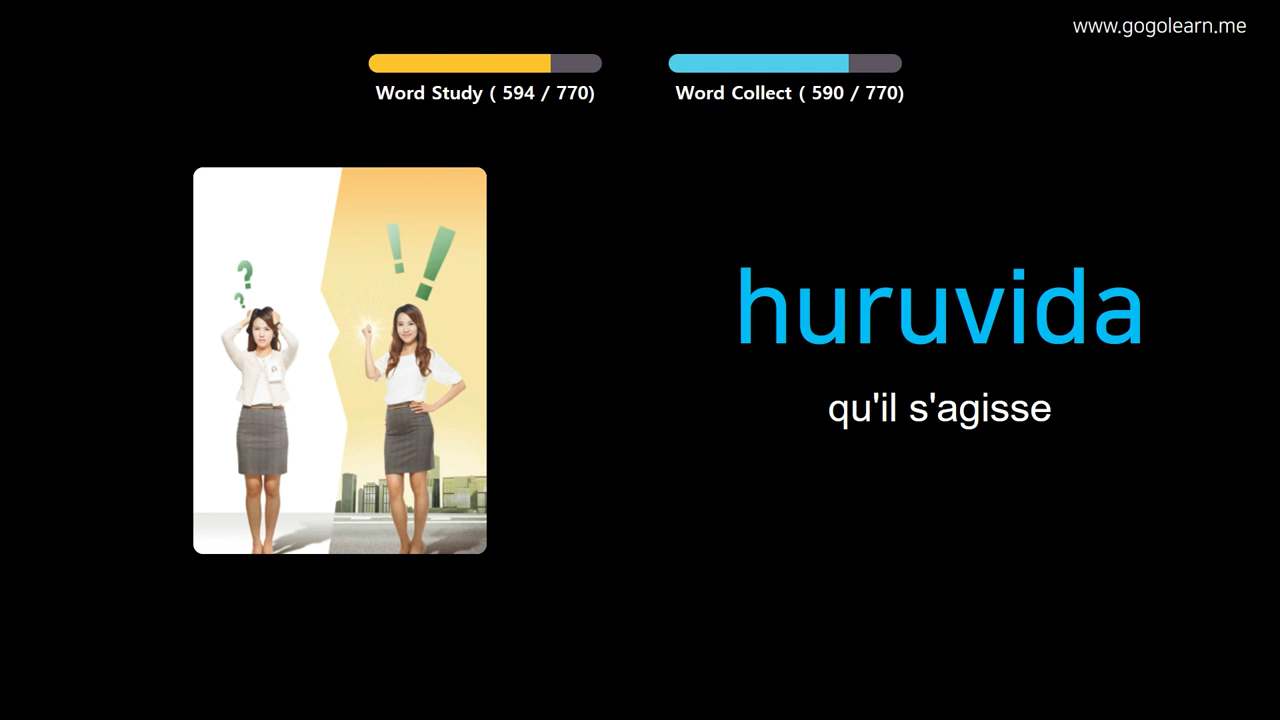 www.gogolearn.me
Word Study ( 594 / 770)
Word Collect ( 590 / 770)
? ?
! !
huruvida
qu'il s'agisse